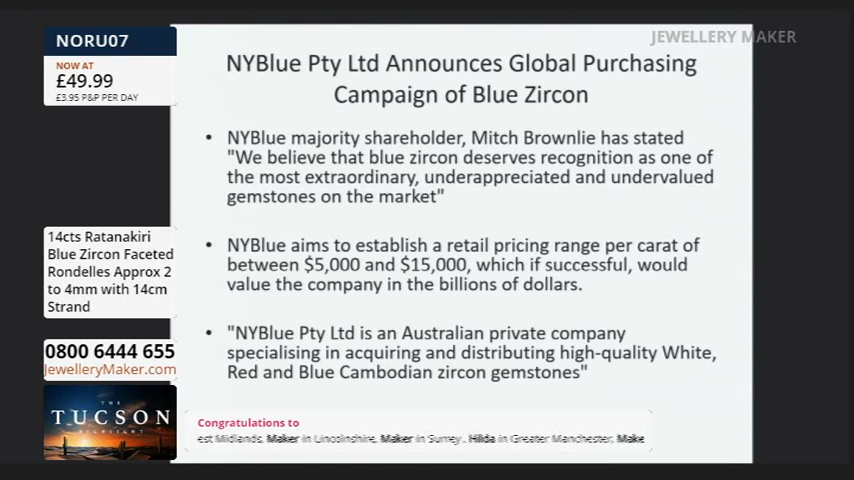 NORU07
NOW AT
£49.99
£3.95 P&P PER DAY
JEWELLERY MAKER
NYBlue Pty Ltd Announces Global Purchasing
Campaign of Blue Zircon
• NYBlue majority shareholder, Mitch Brownlie has stated
"We believe that blue zircon deserves recognition as one of
the most extraordinary, underappreciated and undervalued
gemstones on the market"
• NYBlue aims to establish a retail pricing range per carat of
between $5,000 and $15,000, which if successful, would
value the company in the billions of dollars.
• "NYBlue Pty Ltd is an Australian private company
specialising in acquiring and distributing high-quality White,
Red and Blue Cambodian zircon gemstones"
14cts Ratanakiri
Blue Zircon Faceted
Rondelles Approx 2
to 4mm with 14cm
Strand
0800 6444 655
JewelleryMaker.com
THE
TUCSON
Congratulations to
est Midlands, Maker in Lincolnshire, Maker in Surrey, Hilda in Greater Manchester, Make